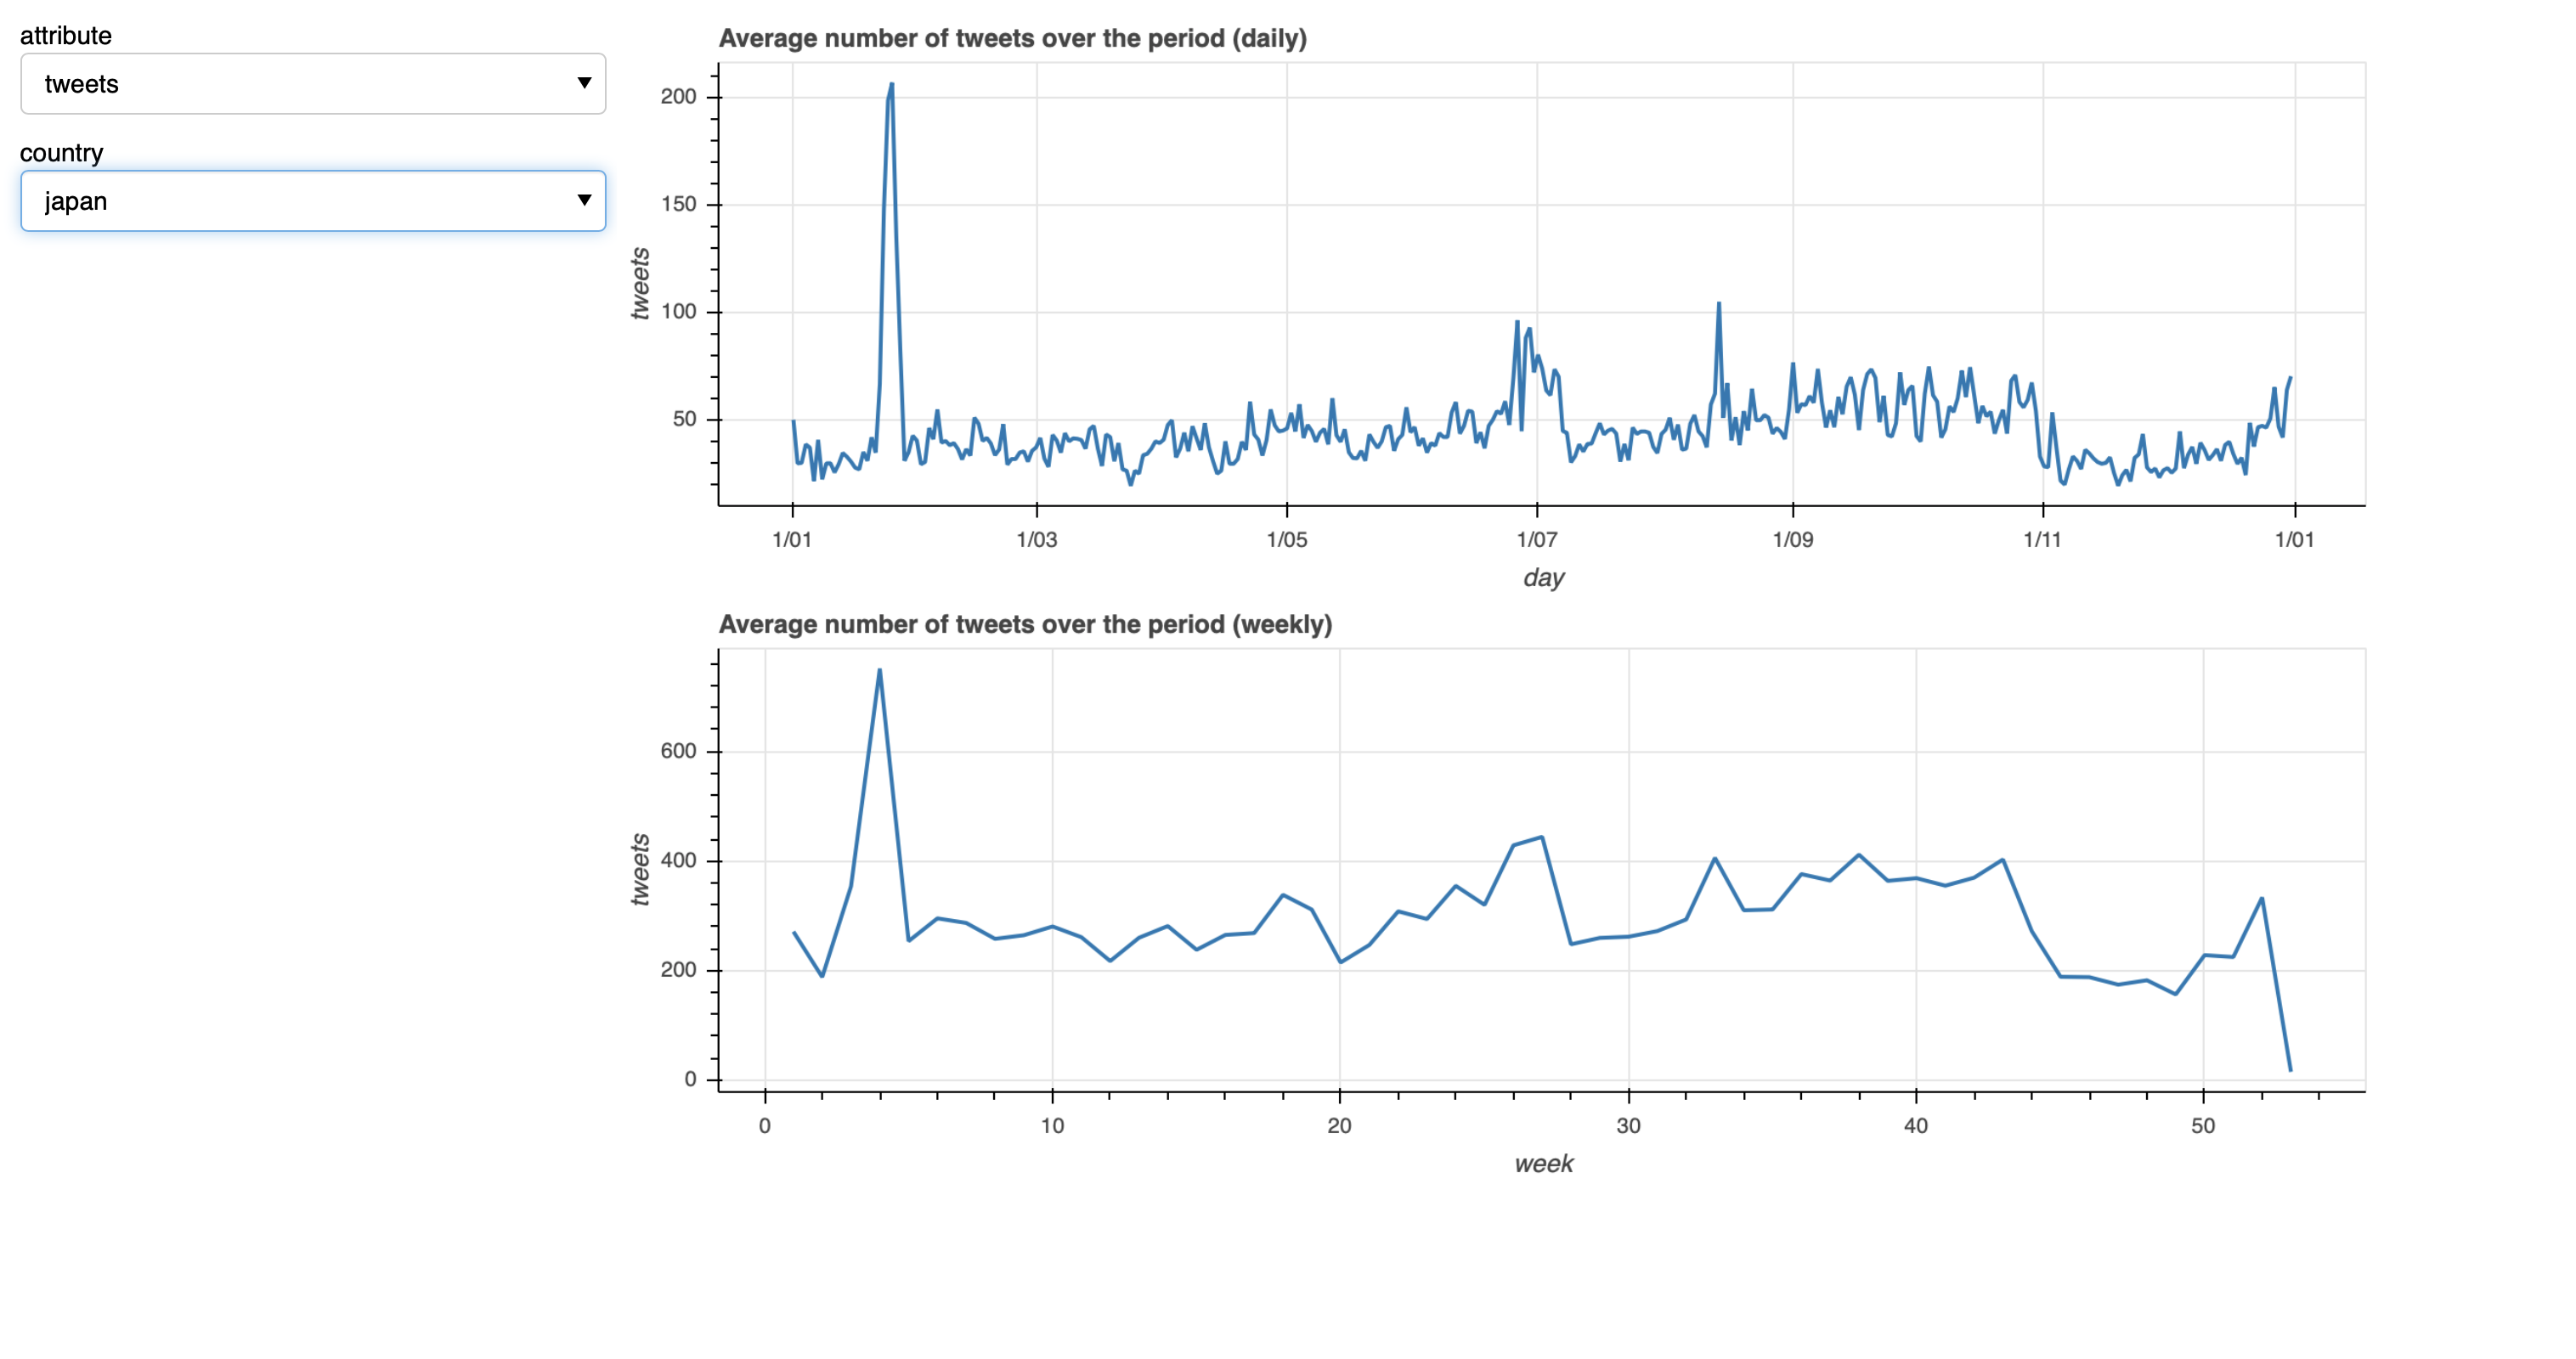 attribute
tweets
country
japan
Average number of tweets over the period (daily)
200
150
100
50
tweets
1/01 1/03 1/05 1/07 1/09 1/11 1/01
day
Average number of tweets over the period (weekly)
600
400
200
0
tweets
0 10 20 30 40 50
week